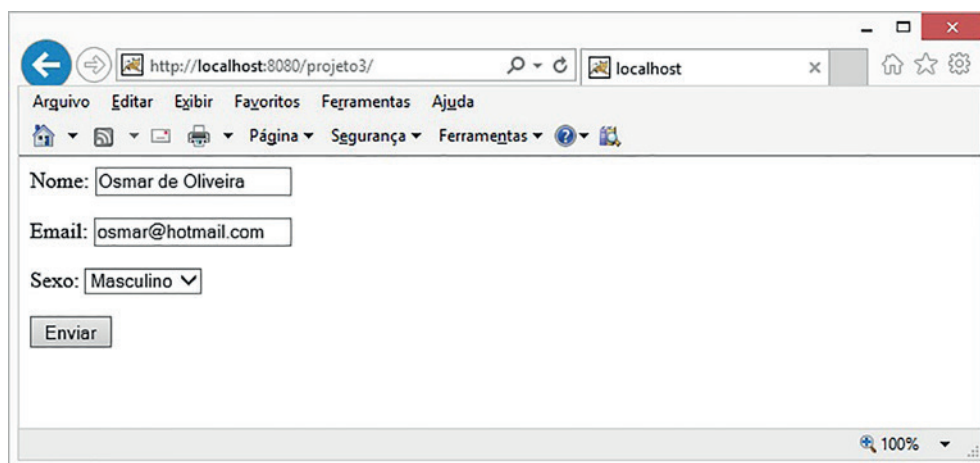 http://localhost:8080/projeto3/
localhost
Arquivo Editar Exibir Favoritos Ferramentas Ajuda
Página Segurança Ferramentas
Nome: Osmar de Oliveira
Email: osmar@hotmail.com
Sexo: Masculino
Enviar
100%